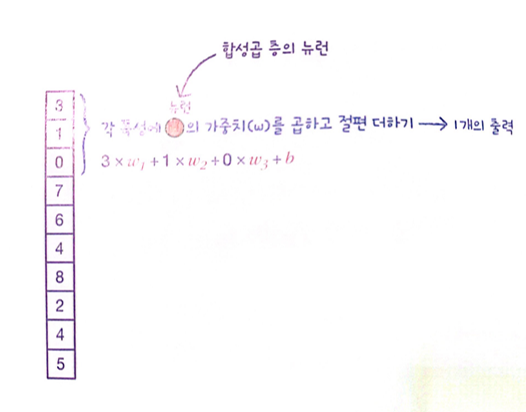 합성곱 층의 뉴런
뉴런
각 특성에 의 가중치(ω)를 곱하고 절편 더하기 → 1개의 출력
3 × w₁ + 1 × w₂ + 0 × w₃ + b
3
1
0
7
6
4
8
2
4
5